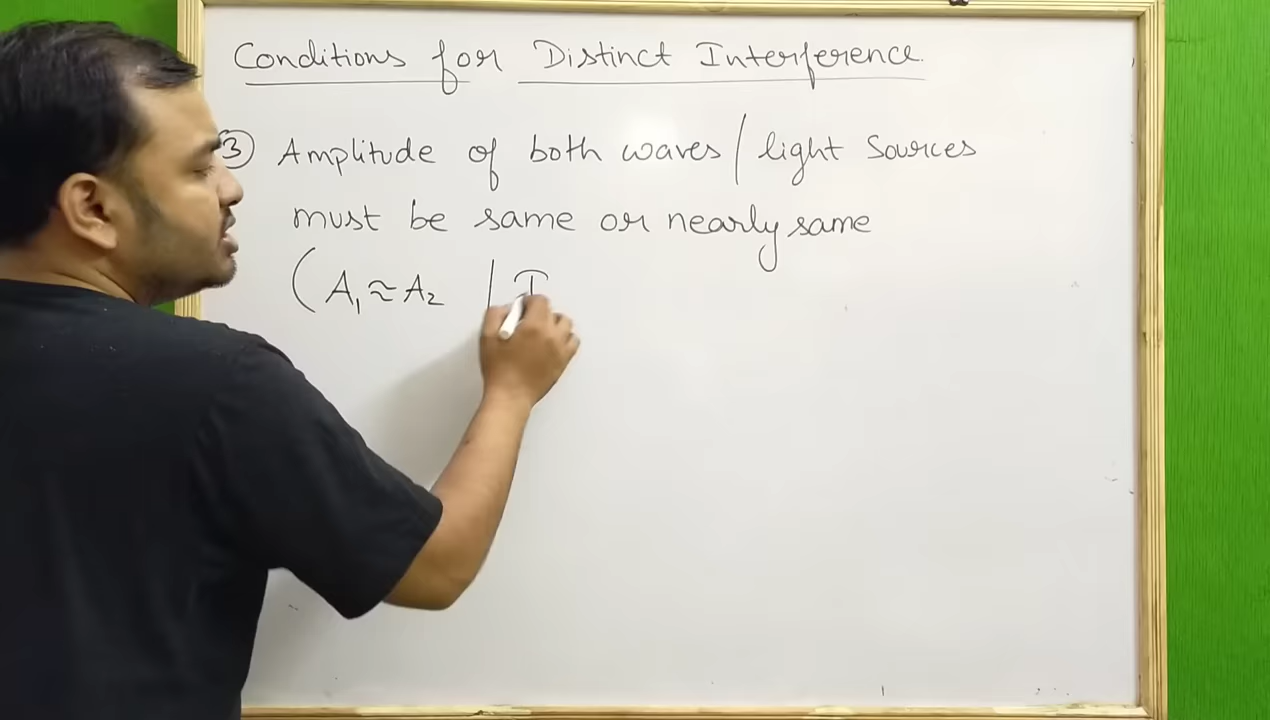 Conditions for Distinct Interference
③ Amplitude of both waves / light Sources
must be same or nearly same
(A₁ ≈ A₂ / I